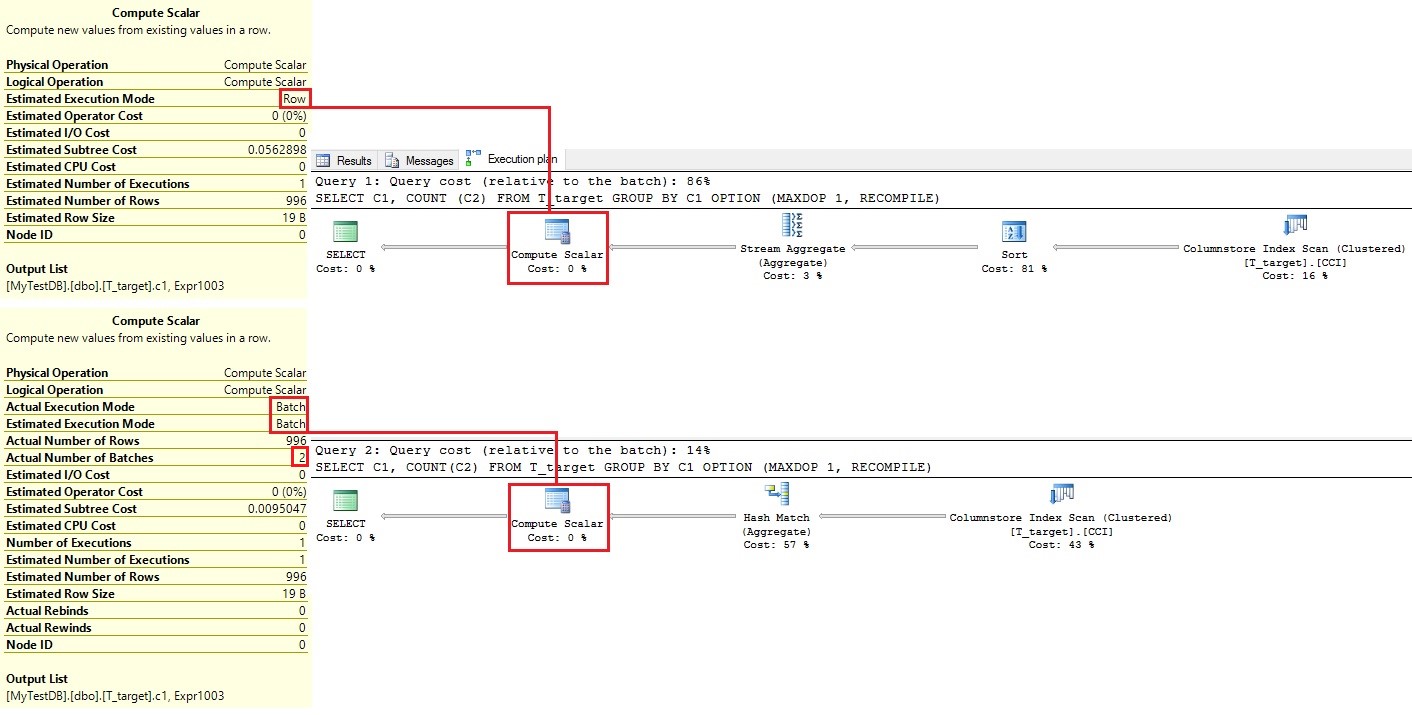 Compute Scalar
Compute new values from existing values in a row.
Physical Operation Compute Scalar
Logical Operation Compute Scalar
Estimated Execution Mode Row
Estimated Operator Cost 0 (0%)
Estimated I/O Cost 0
Estimated Subtree Cost 0.0562898
Estimated CPU Cost 0
Estimated Number of Executions 1
Estimated Number of Rows 996
Estimated Row Size 19 B
Node ID 0
Output List
[MyTestDB].[dbo].[T_target].c1, Expr1003
Results Messages Execution plan
Query 1: Query cost (relative to the batch): 86%
SELECT C1, COUNT (C2) FROM T_target GROUP BY C1 OPTION (MAXDOP 1, RECOMPILE)
SELECT
Cost: 0 %
Compute Scalar
Cost: 0 %
Stream Aggregate
(Aggregate)
Cost: 3 %
Sort
Cost: 81 %
Columnstore Index Scan (Clustered)
[T_target].[CCI]
Cost: 16 %
Compute Scalar
Compute new values from existing values in a row.
Physical Operation Compute Scalar
Logical Operation Compute Scalar
Actual Execution Mode Batch
Estimated Execution Mode Batch
Actual Number of Rows 996
Actual Number of Batches 2
Estimated I/O Cost 0
Estimated Operator Cost 0 (0%)
Estimated Subtree Cost 0.0095047
Estimated CPU Cost 0
Number of Executions 1
Estimated Number of Executions 1
Estimated Number of Rows 996
Estimated Row Size 19 B
Actual Rebinds 0
Actual Rewinds 0
Node ID 0
Output List
[MyTestDB].[dbo].[T_target].c1, Expr1003
Query 2: Query cost (relative to the batch): 14%
SELECT C1, COUNT(C2) FROM T_target GROUP BY C1 OPTION (MAXDOP 1, RECOMPILE)
SELECT
Cost: 0 %
Compute Scalar
Cost: 0 %
Hash Match
(Aggregate)
Cost: 57 %
Columnstore Index Scan (Clustered)
[T_target].[CCI]
Cost: 43 %